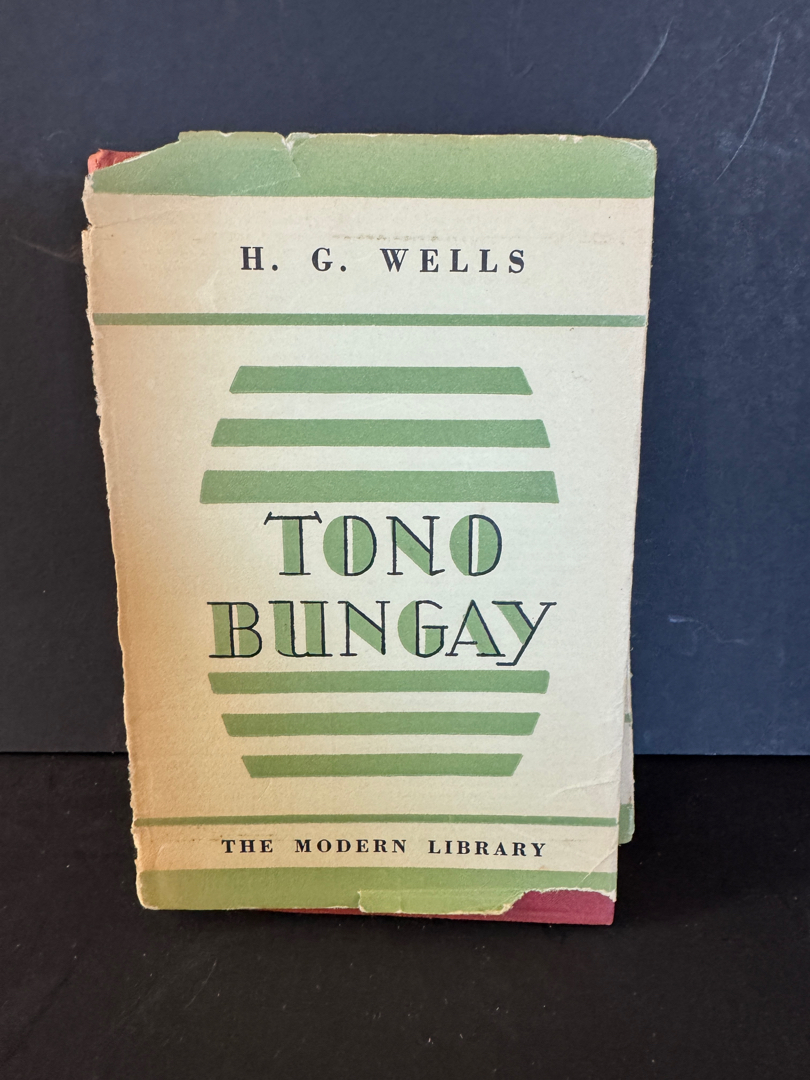 H. G. WELLS
TONO
BUNGAY
THE MODERN LIBRARY